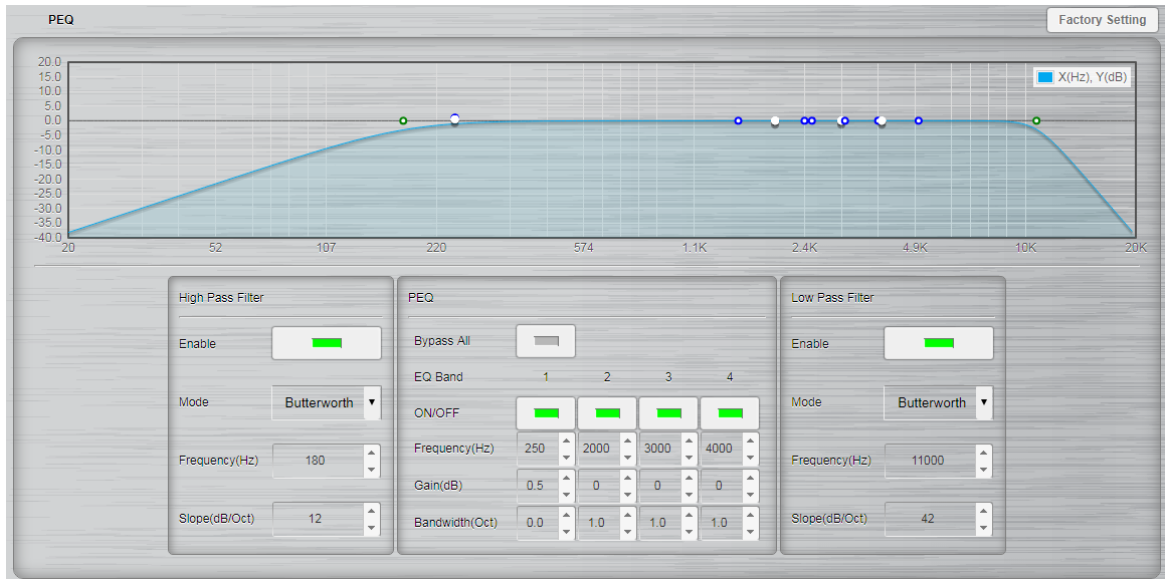 PEQ Factory Setting
20.0
15.0 X(Hz), Y(dB)
10.0
5.0
0.0
-5.0
-10.0
-15.0
-20.0
-25.0
-30.0
-35.0
-40.0
20 52 107 220 574 1.1K 2.4K 4.9K 10K 20K
High Pass Filter
Enable
Mode Butterworth
Frequency(Hz) 180
Slope(dB/Oct) 12
PEQ
Bypass All
EQ Band 1 2 3 4
ON/OFF
Frequency(Hz) 250 2000 3000 4000
Gain(dB) 0.5 0 0 0
Bandwidth(Oct) 0.0 1.0 1.0 1.0
Low Pass Filter
Enable
Mode Butterworth
Frequency(Hz) 11000
Slope(dB/Oct) 42